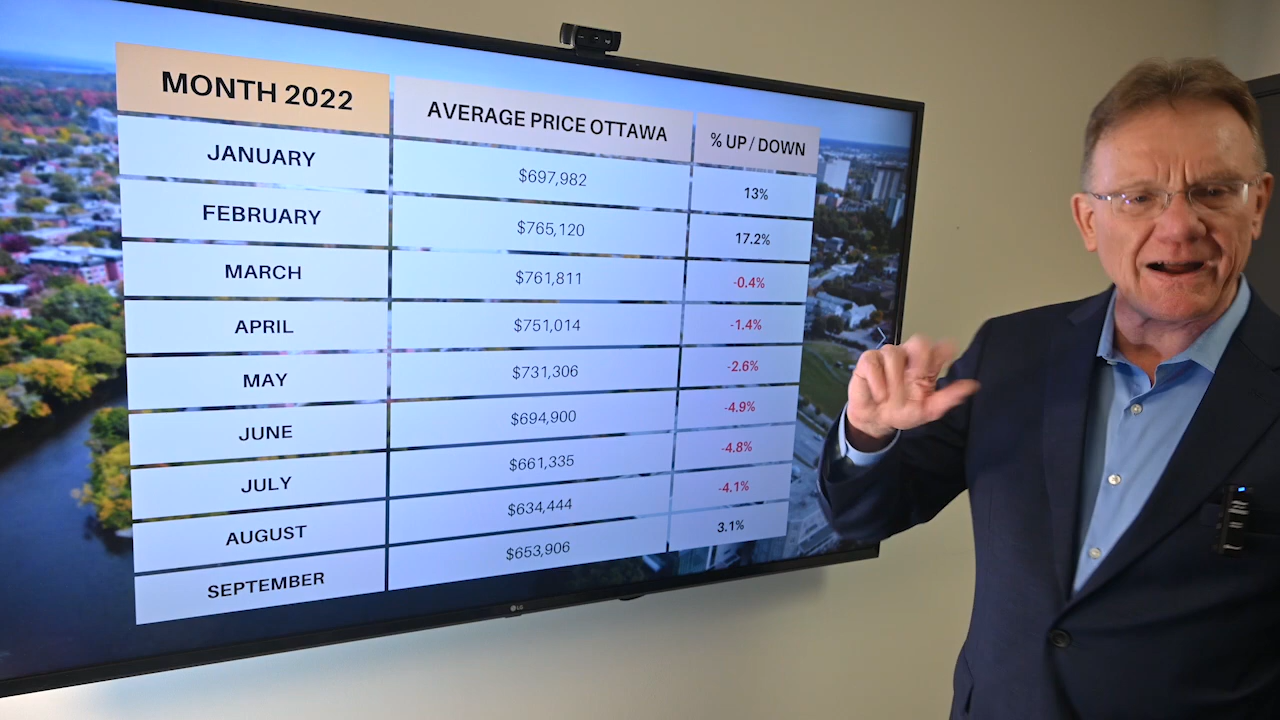 MONTH 2022 AVERAGE PRICE OTTAWA % UP / DOWN
JANUARY $697,982 13%
FEBRUARY $765,120 17.2%
MARCH $761,811 -0.4%
APRIL $751,014 -1.4%
MAY $731,306 -2.6%
JUNE $694,900 -4.9%
JULY $661,335 -4.8%
AUGUST $634,444 -4.1%
SEPTEMBER $653,906 3.1%
LG